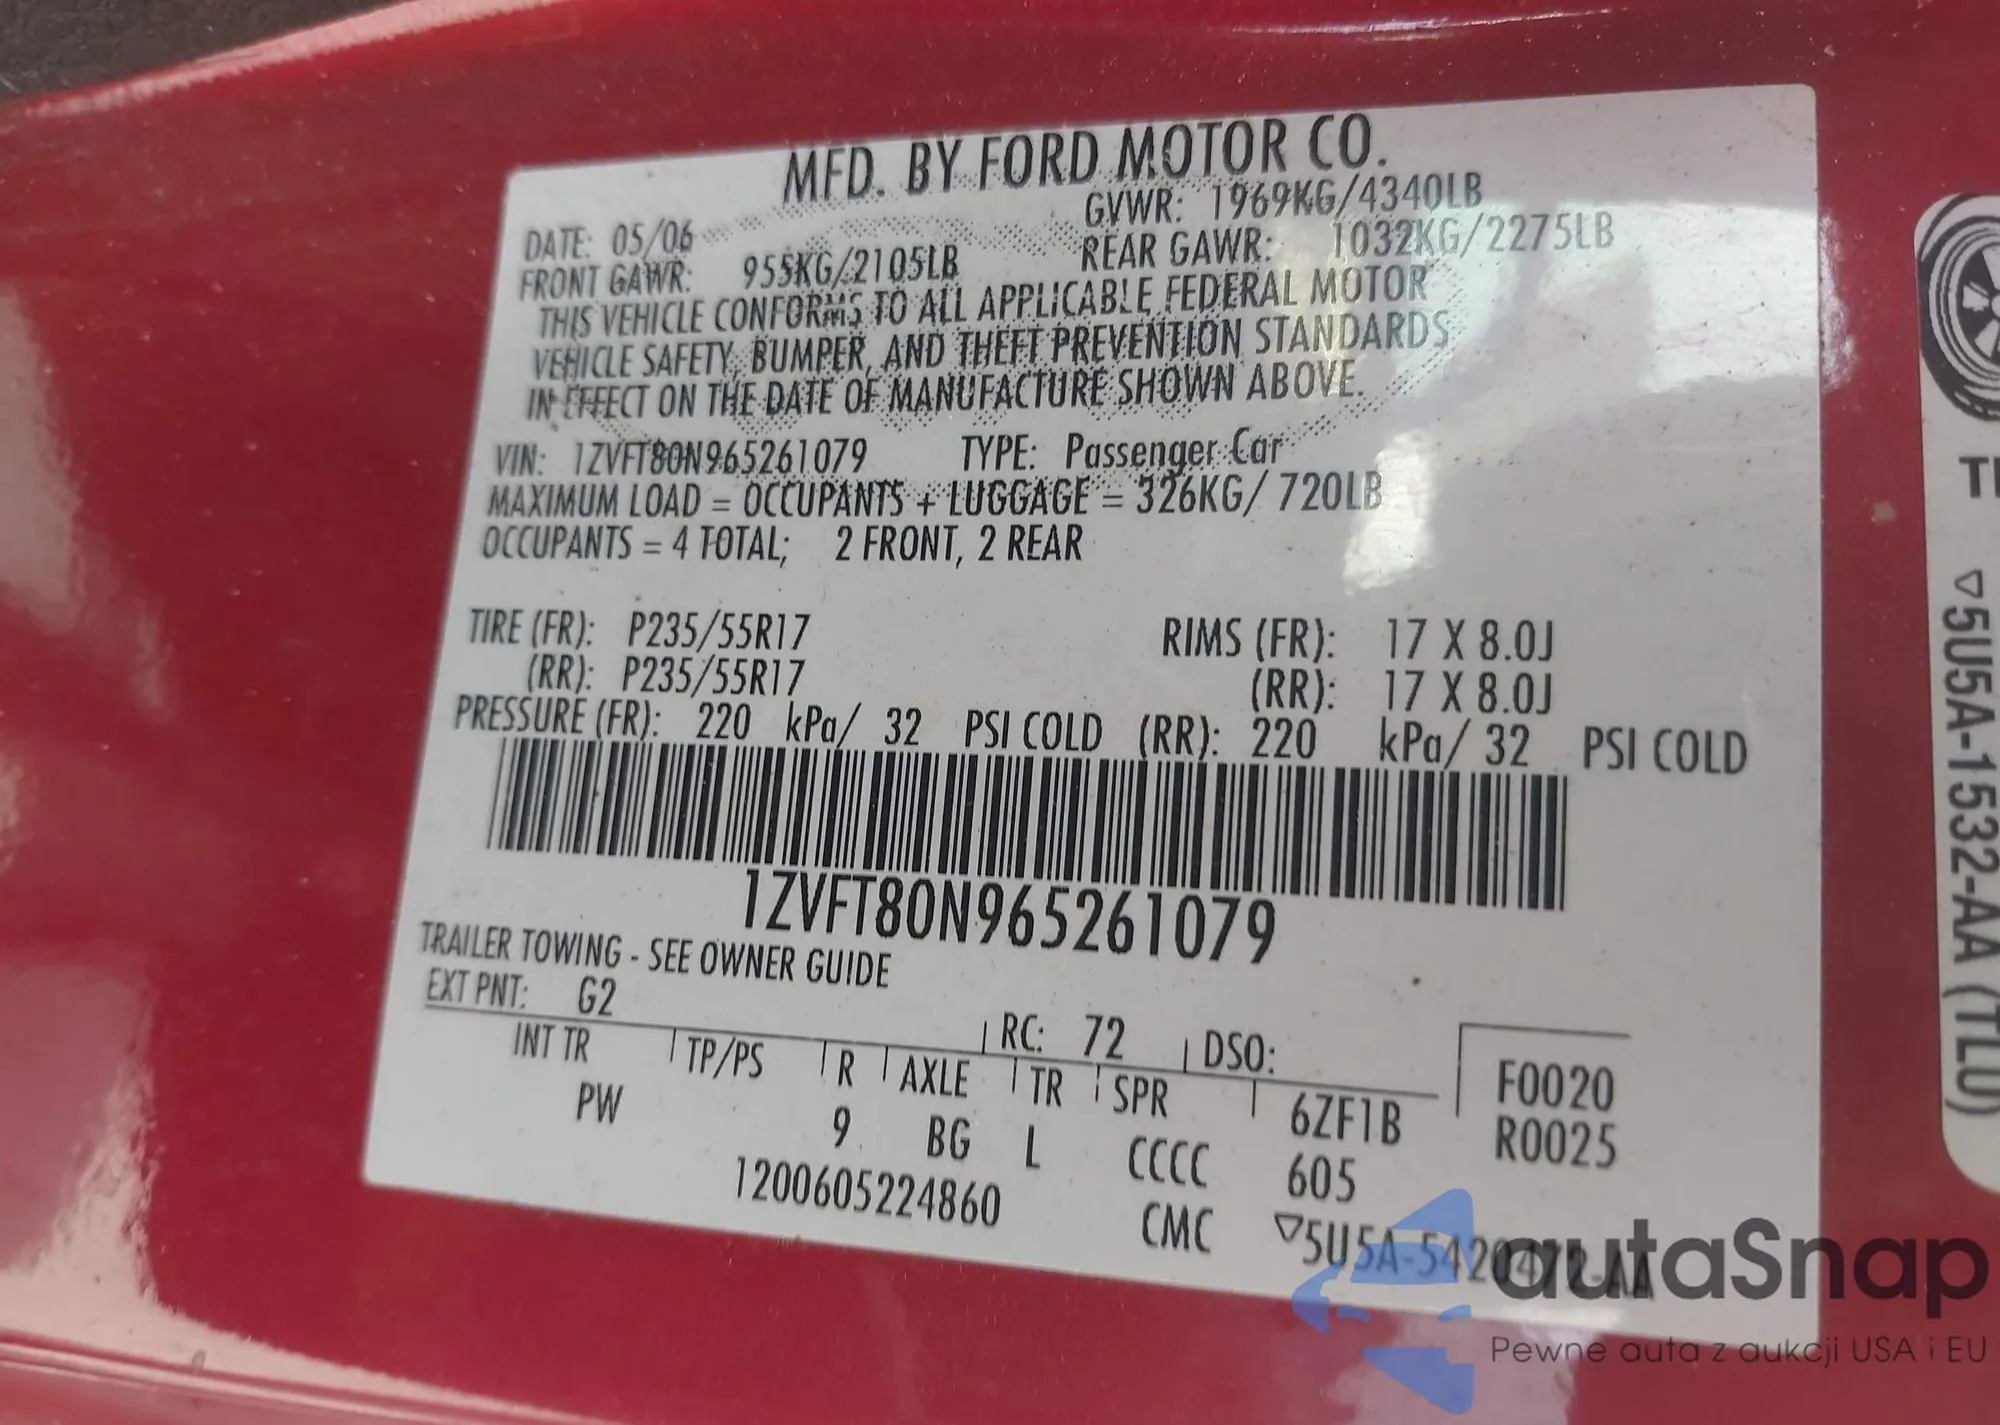 MFD. BY FORD MOTOR CO.
DATE: 05/06 GVWR: 1969KG/4340LB
FRONT GAWR: 955KG/2105LB REAR GAWR: 1032KG/2275LB
THIS VEHICLE CONFORMS TO ALL APPLICABLE FEDERAL MOTOR
VEHICLE SAFETY, BUMPER, AND THEFT PREVENTION STANDARDS
IN EFFECT ON THE DATE OF MANUFACTURE SHOWN ABOVE.
VIN: 1ZVFT80N965261079 TYPE: Passenger Car
MAXIMUM LOAD = OCCUPANTS + LUGGAGE = 326KG/ 720LB
OCCUPANTS = 4 TOTAL; 2 FRONT, 2 REAR
TIRE (FR): P235/55R17 RIMS (FR): 17 X 8.0J
(RR): P235/55R17 (RR): 17 X 8.0J
PRESSURE (FR): 220 kPa/ 32 PSI COLD (RR): 220 kPa/ 32 PSI COLD
1ZVFT80N965261079
TRAILER TOWING - SEE OWNER GUIDE
EXT PNT: G2 RC: 72 DSO:
INT TR TP/PS R AXLE TR SPR 6ZF1B F0020
PW 9 BG L CCCC 605 R0025
1200605224860 CMC ▽5U5A-5420472-AA
▽5U5A-1532-AA (TLU)
autaSnap
Pewne auta z aukcji USA i EU